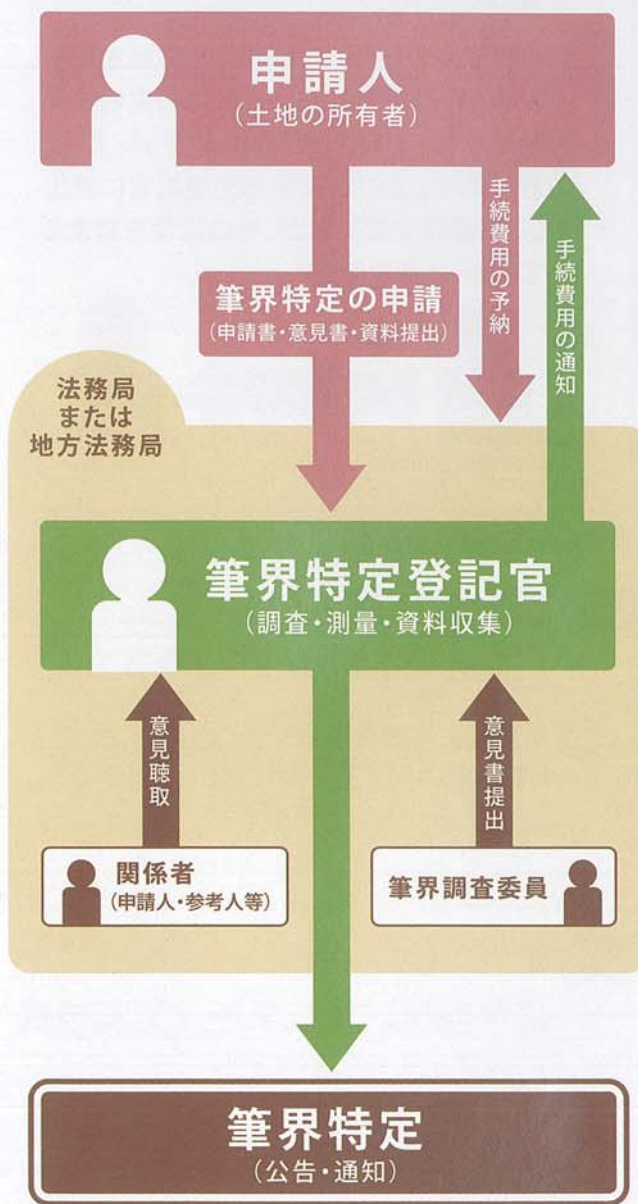 申請人
(土地の所有者)
手続費用の予納
手続費用の通知
筆界特定の申請
(申請書・意見書・資料提出)
法務局
または
地方法務局
筆界特定登記官
(調査・測量・資料収集)
意見聴取
意見書提出
関係者
(申請人・参考人等)
筆界調査委員
筆界特定
(公告・通知)